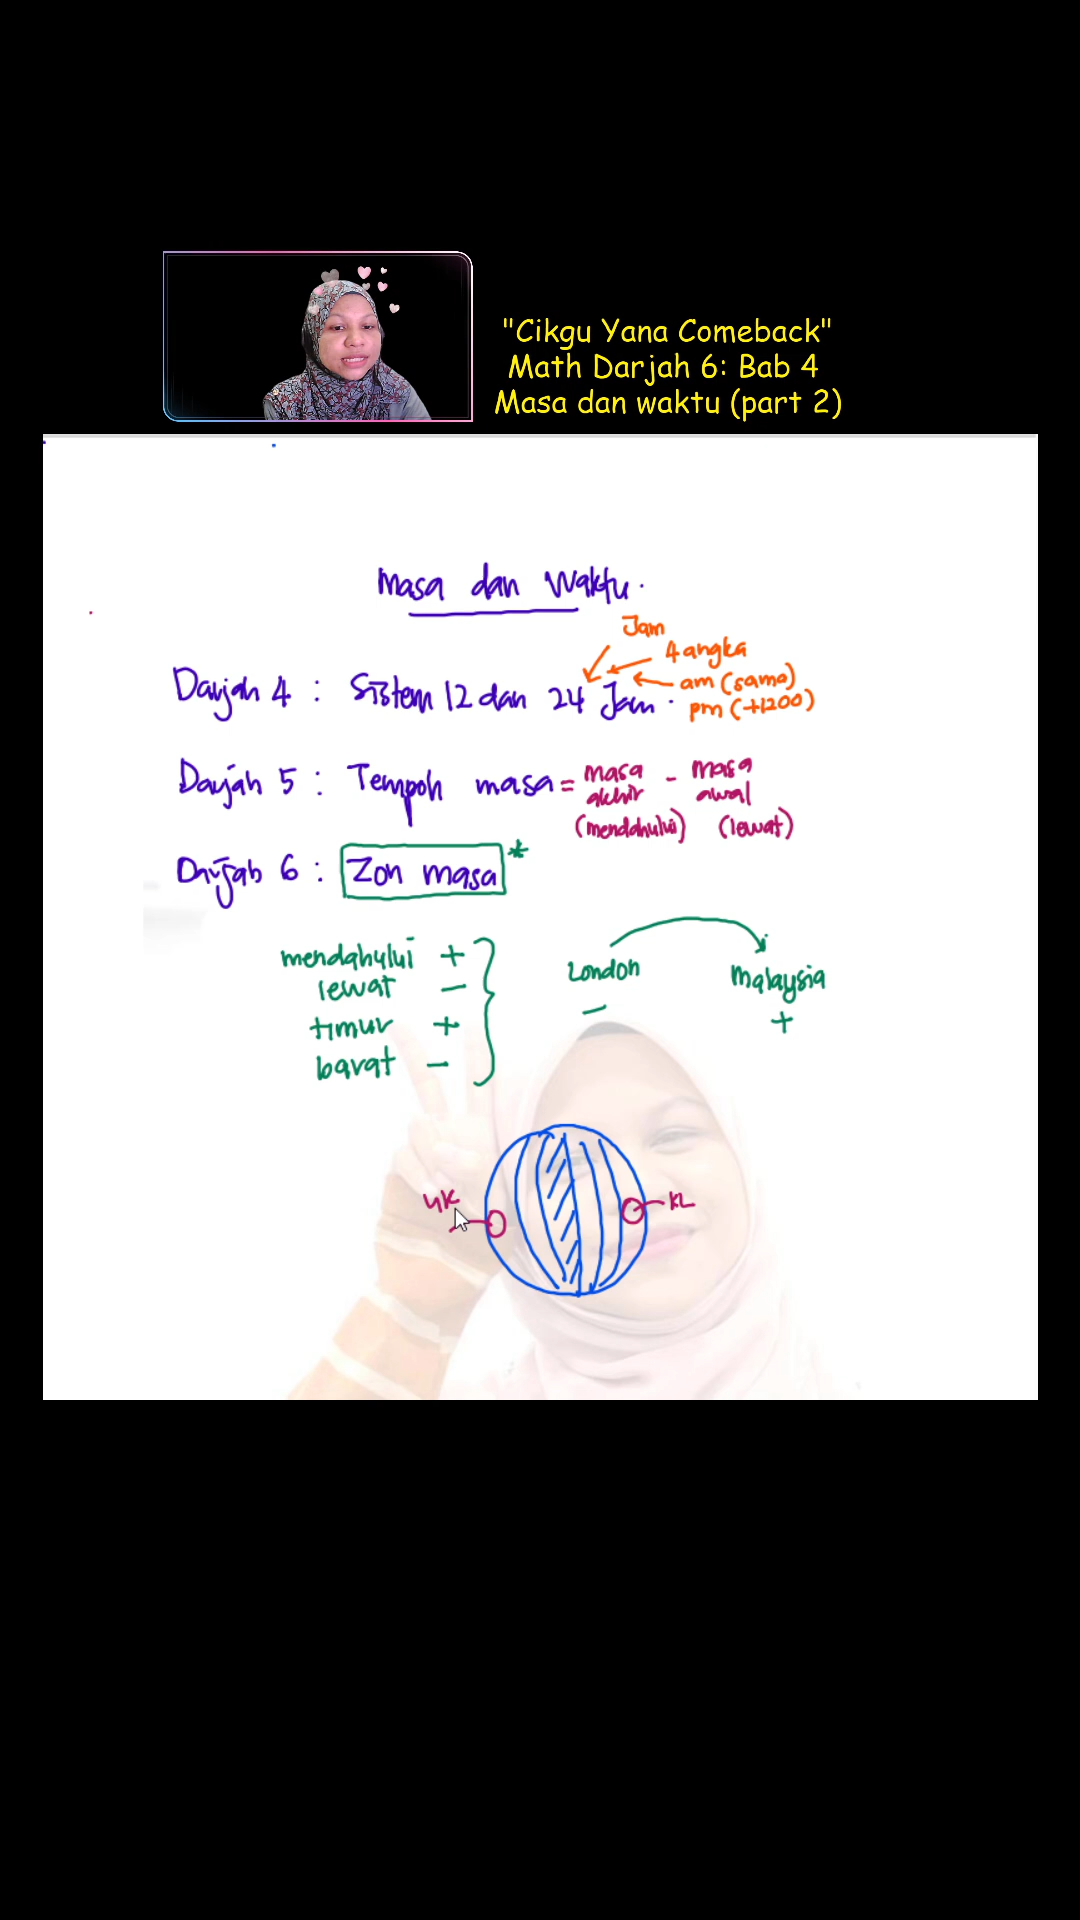 "Cikgu Yana Comeback"
Math Darjah 6: Bab 4
Masa dan waktu (part 2)
Masa dan Waktu.
Jam
4 angka
Darjah 4 : Sistem 12 dan 24 Jam.
am (sama)
pm (+1200)
Darjah 5 : Tempoh masa = masa akhir - masa awal
(mendahului) (lewat)
Darjah 6 : Zon masa *
mendahului +
lewat -
timur +
barat -
London Malaysia
- +
UK KL